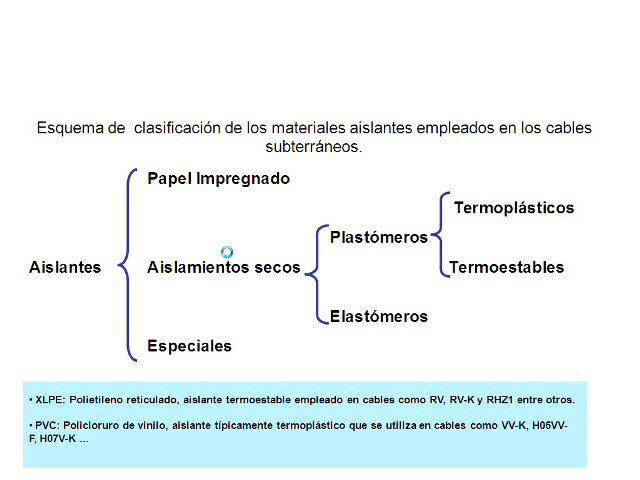 Esquema de clasificación de los materiales aislantes empleados en los cables
subterráneos.
Papel Impregnado
Termoplásticos
Plastómeros
Aislantes
Aislamientos secos
Termoestables
Elastómeros
Especiales
• XLPE: Polietileno reticulado, aislante termoestable empleado en cables como RV, RV-K y RHZ1 entre otros.
• PVC: Policloruro de vinilo, aislante típicamente termoplástico que se utiliza en cables como VV-K, H05VV-
F, H07V-K ...